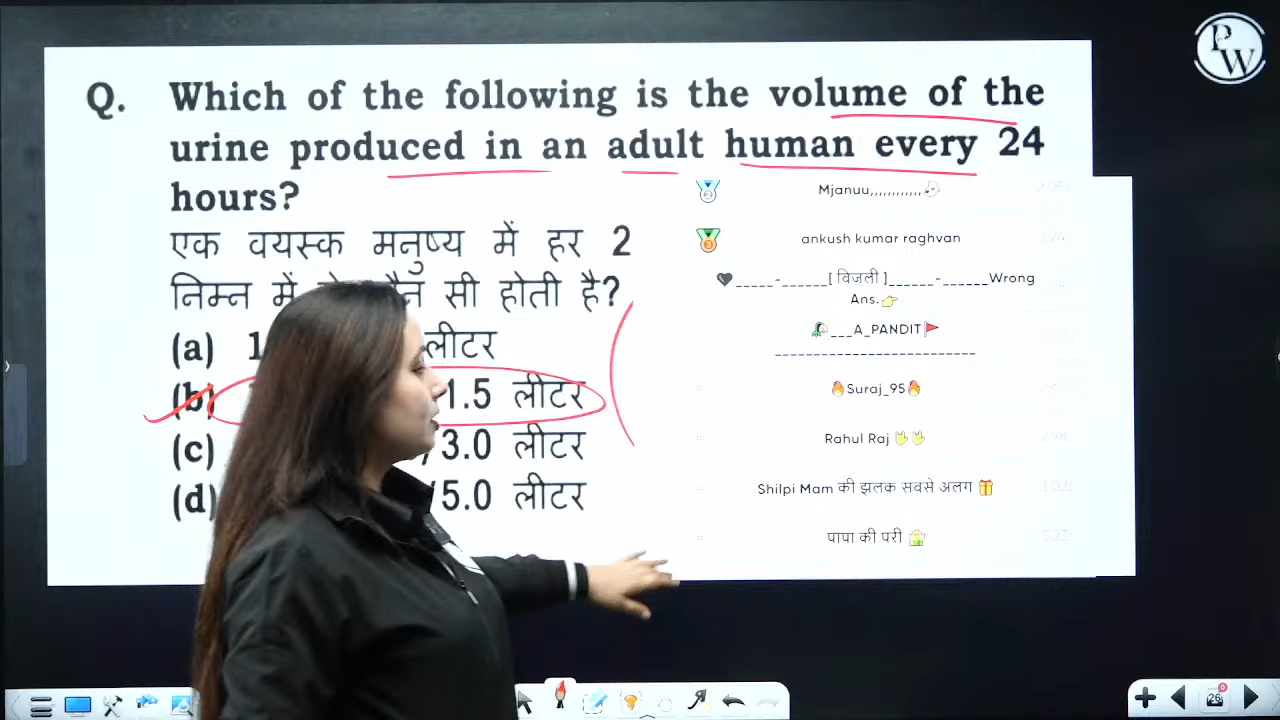 PW
Q. Which of the following is the volume of the
urine produced in an adult human every 24
hours?
एक वयस्क मनुष्य में हर 2
निम्न में सी होती है?
(a) 1 लीटर
(b) 1.5 लीटर
(c) 3.0 लीटर
(d) /5.0 लीटर
Mjanuu,,,,,,,,,,,,
ankush kumar raghvan
_____-______[ विजली ]______-______Wrong
Ans.
___A_PANDIT
--------------------------
Suraj_95
Rahul Raj
Shilpi Mam की झलक सबसे अलग
पापा की परी
26